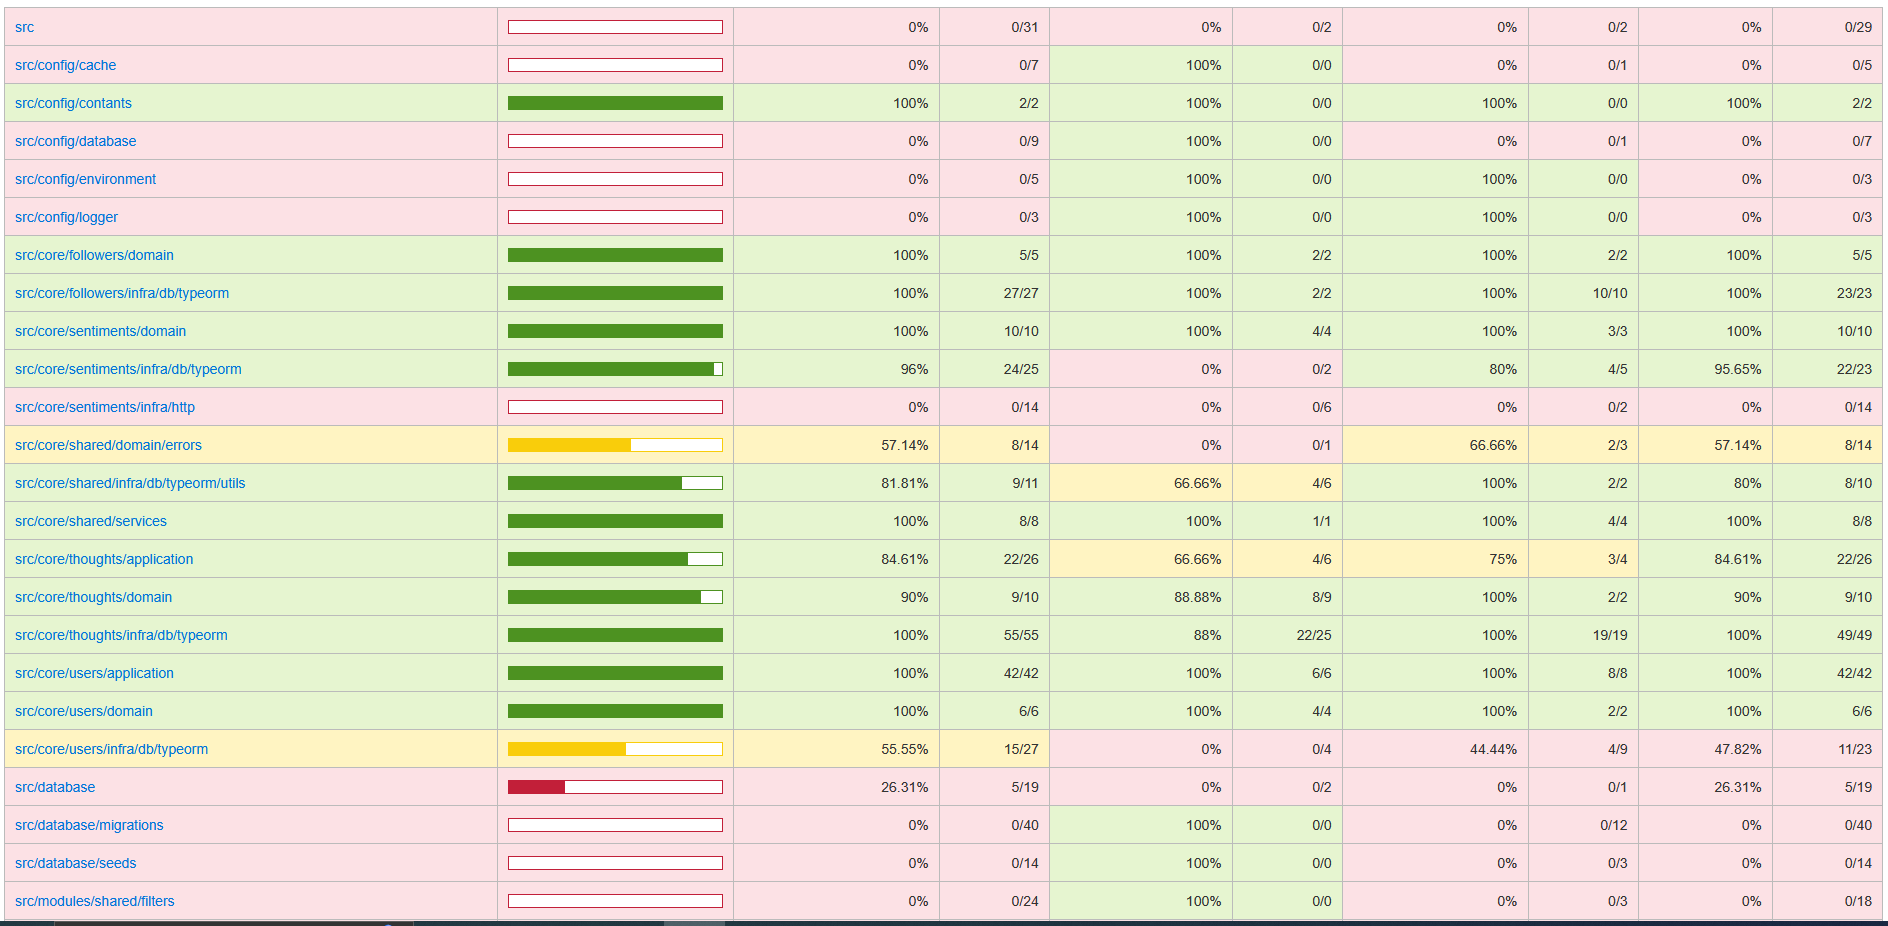 src 0% 0/31 0% 0/2 0% 0/2 0% 0/29
src/config/cache 0% 0/7 100% 0/0 0% 0/1 0% 0/5
src/config/contants 100% 2/2 100% 0/0 100% 0/0 100% 2/2
src/config/database 0% 0/9 100% 0/0 0% 0/1 0% 0/7
src/config/environment 0% 0/5 100% 0/0 100% 0/0 0% 0/3
src/config/logger 0% 0/3 100% 0/0 100% 0/0 0% 0/3
src/core/followers/domain 100% 5/5 100% 2/2 100% 2/2 100% 5/5
src/core/followers/infra/db/typeorm 100% 27/27 100% 2/2 100% 10/10 100% 23/23
src/core/sentiments/domain 100% 10/10 100% 4/4 100% 3/3 100% 10/10
src/core/sentiments/infra/db/typeorm 96% 24/25 0% 0/2 80% 4/5 95.65% 22/23
src/core/sentiments/infra/http 0% 0/14 0% 0/6 0% 0/2 0% 0/14
src/core/shared/domain/errors 57.14% 8/14 0% 0/1 66.66% 2/3 57.14% 8/14
src/core/shared/infra/db/typeorm/utils 81.81% 9/11 66.66% 4/6 100% 2/2 80% 8/10
src/core/shared/services 100% 8/8 100% 1/1 100% 4/4 100% 8/8
src/core/thoughts/application 84.61% 22/26 66.66% 4/6 75% 3/4 84.61% 22/26
src/core/thoughts/domain 90% 9/10 88.88% 8/9 100% 2/2 90% 9/10
src/core/thoughts/infra/db/typeorm 100% 55/55 88% 22/25 100% 19/19 100% 49/49
src/core/users/application 100% 42/42 100% 6/6 100% 8/8 100% 42/42
src/core/users/domain 100% 6/6 100% 4/4 100% 2/2 100% 6/6
src/core/users/infra/db/typeorm 55.55% 15/27 0% 0/4 44.44% 4/9 47.82% 11/23
src/database 26.31% 5/19 0% 0/2 0% 0/1 26.31% 5/19
src/database/migrations 0% 0/40 100% 0/0 0% 0/12 0% 0/40
src/database/seeds 0% 0/14 100% 0/0 0% 0/3 0% 0/14
src/modules/shared/filters 0% 0/24 100% 0/0 0% 0/3 0% 0/18